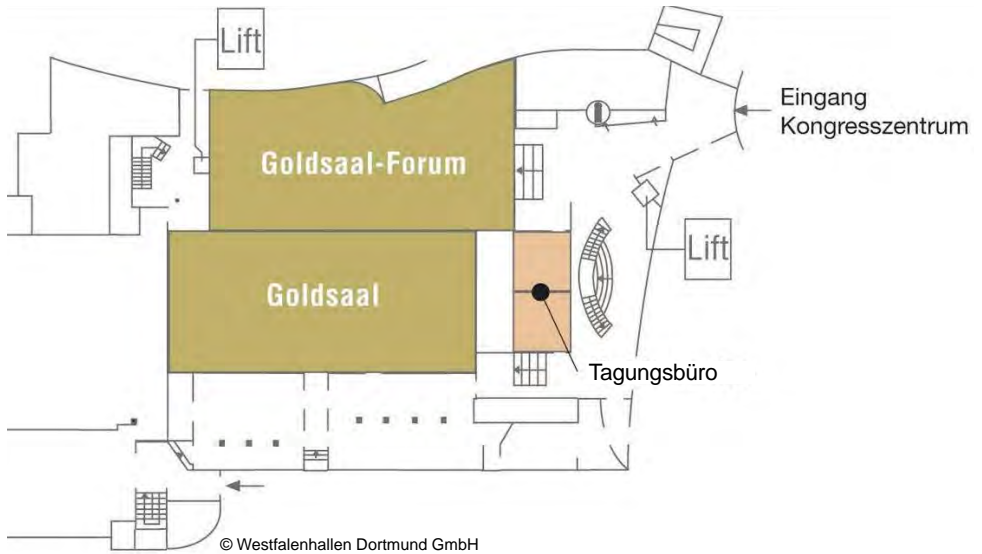 Lift
Eingang
Kongresszentrum
Goldsaal-Forum
Lift
Goldsaal
Tagungsbüro
© Westfalenhallen Dortmund GmbH